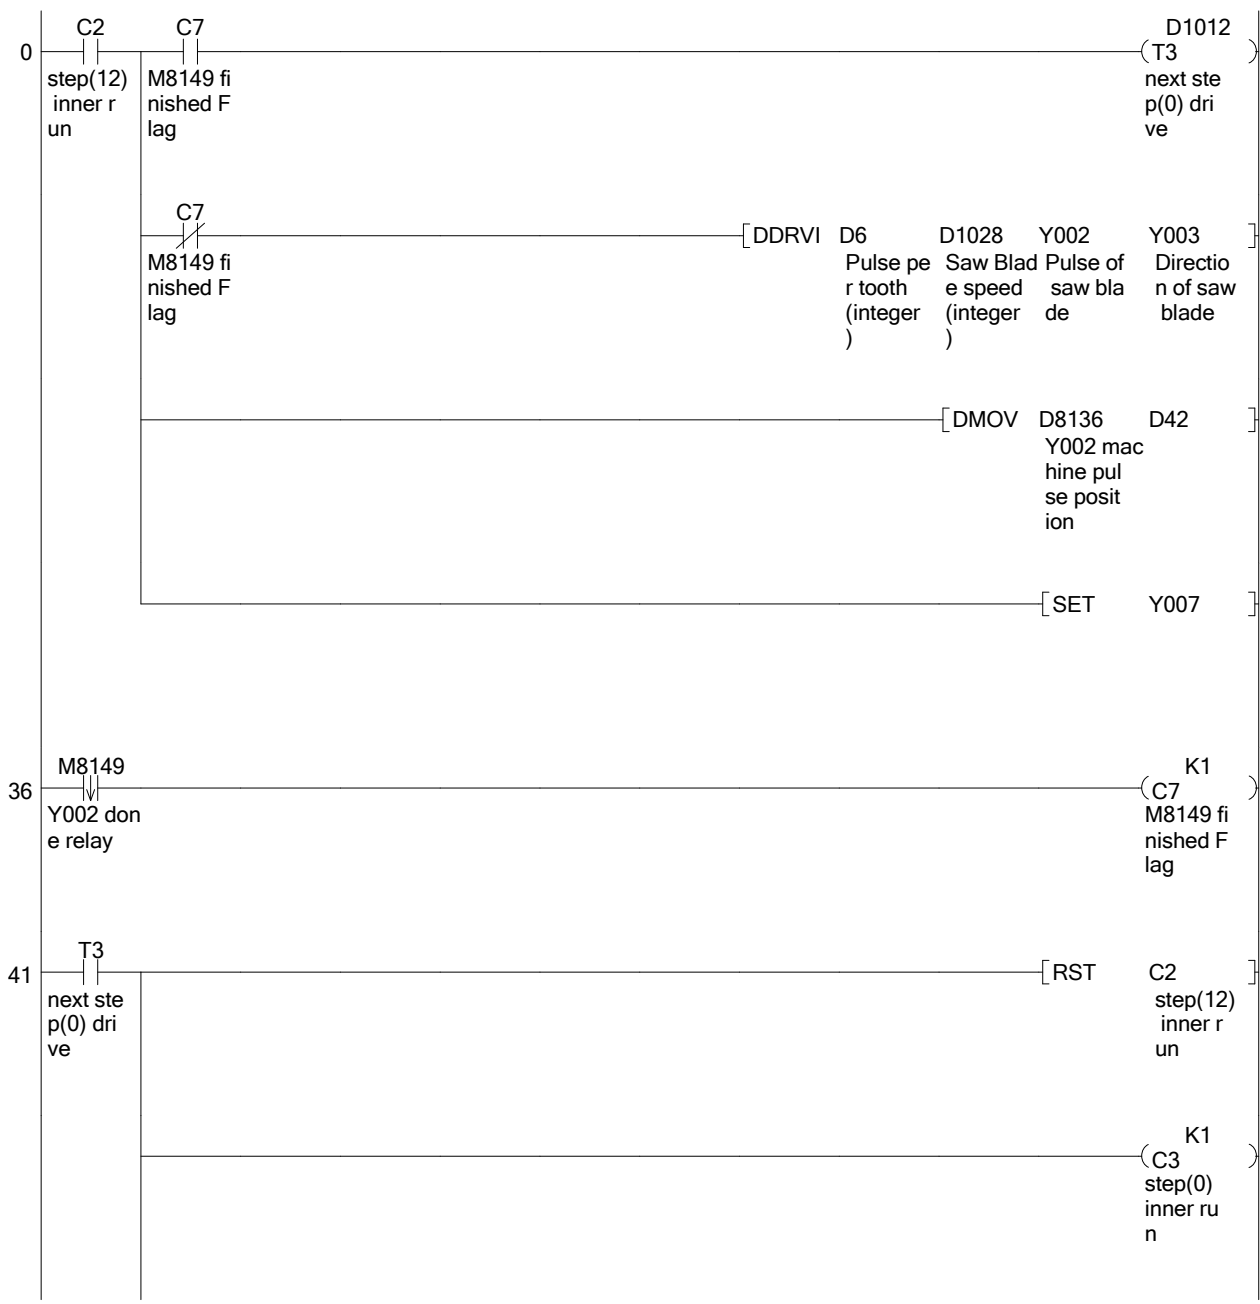 C2 C7 D1012
0 T3
step(12) M8149 fi next ste
inner r nished F p(0) dri
un lag ve
C7
DDRVI D6 D1028 Y002 Y003
M8149 fi Pulse pe Saw Blad Pulse of Directio
nished F r tooth e speed saw bla n of saw
lag (integer (integer de blade
) )
DMOV D8136 D42
Y002 mac
hine pul
se posit
ion
SET Y007
M8149 K1
36 C7
Y002 don M8149 fi
e relay nished F
lag
T3
41 RST C2
next ste step(12)
p(0) dri inner r
ve un
K1
C3
step(0)
inner ru
n